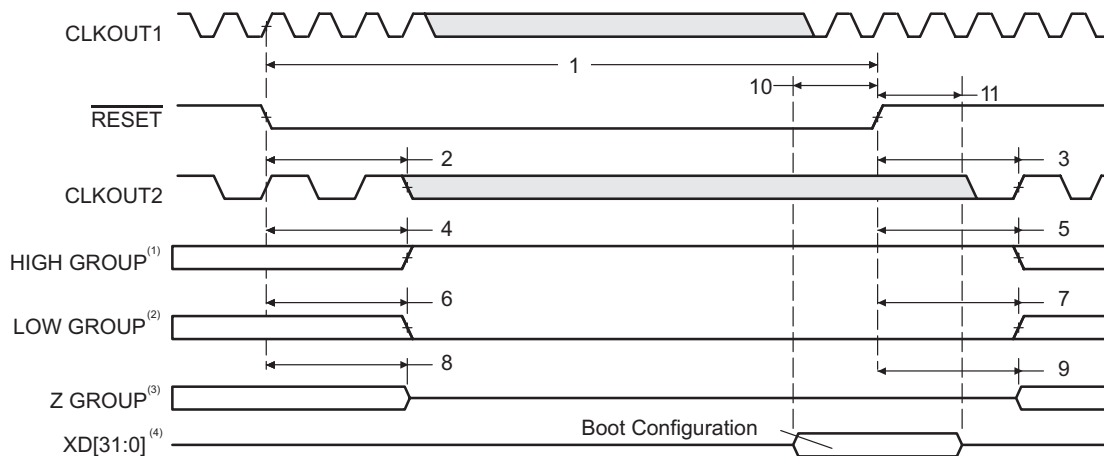 CLKOUT1
1
10
11
RESET
2
3
CLKOUT2
4
5
HIGH GROUP(1)
6
7
LOW GROUP(2)
8
9
Z GROUP(3)
Boot Configuration
XD[31:0](4)